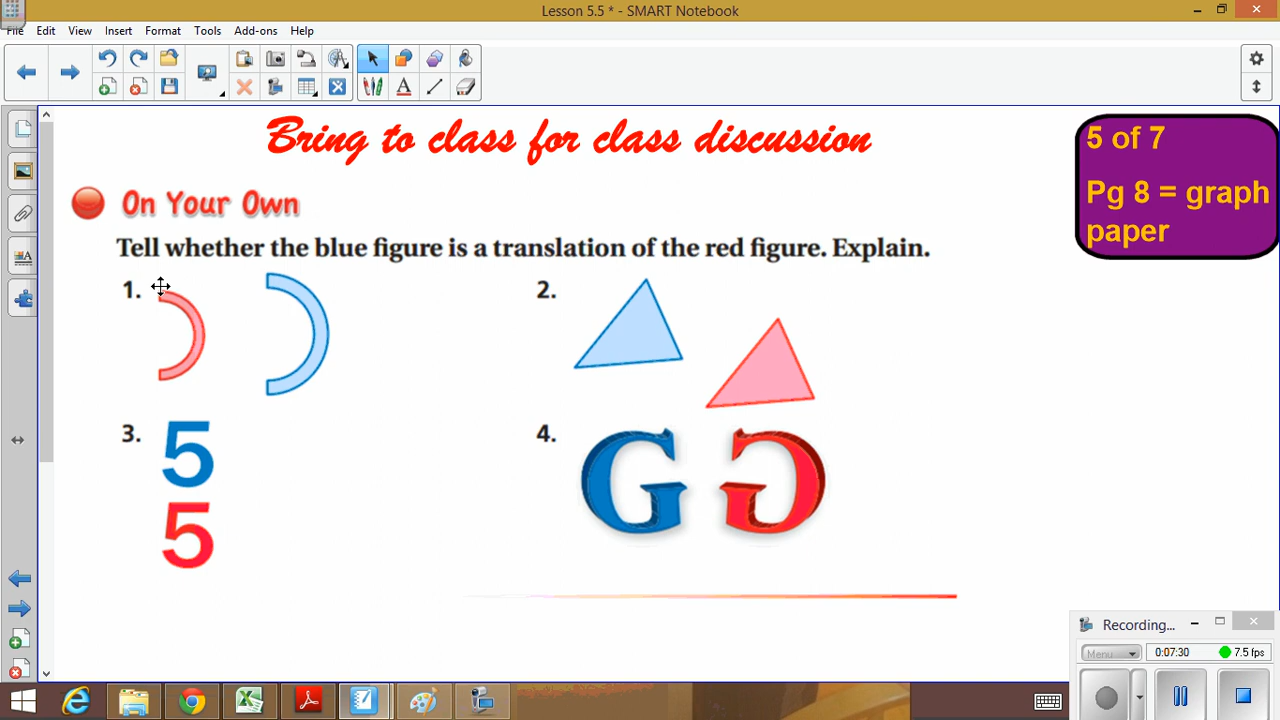 Lesson 5.5 * - SMART Notebook
File Edit View Insert Format Tools Add-ons Help
Bring to class for class discussion
5 of 7
Pg 8 = graph
paper
On Your Own
Tell whether the blue figure is a translation of the red figure. Explain.
1.
2.
3.
5
5
4.
G G
Recording...
Menu 0:07:30 7.5 fps